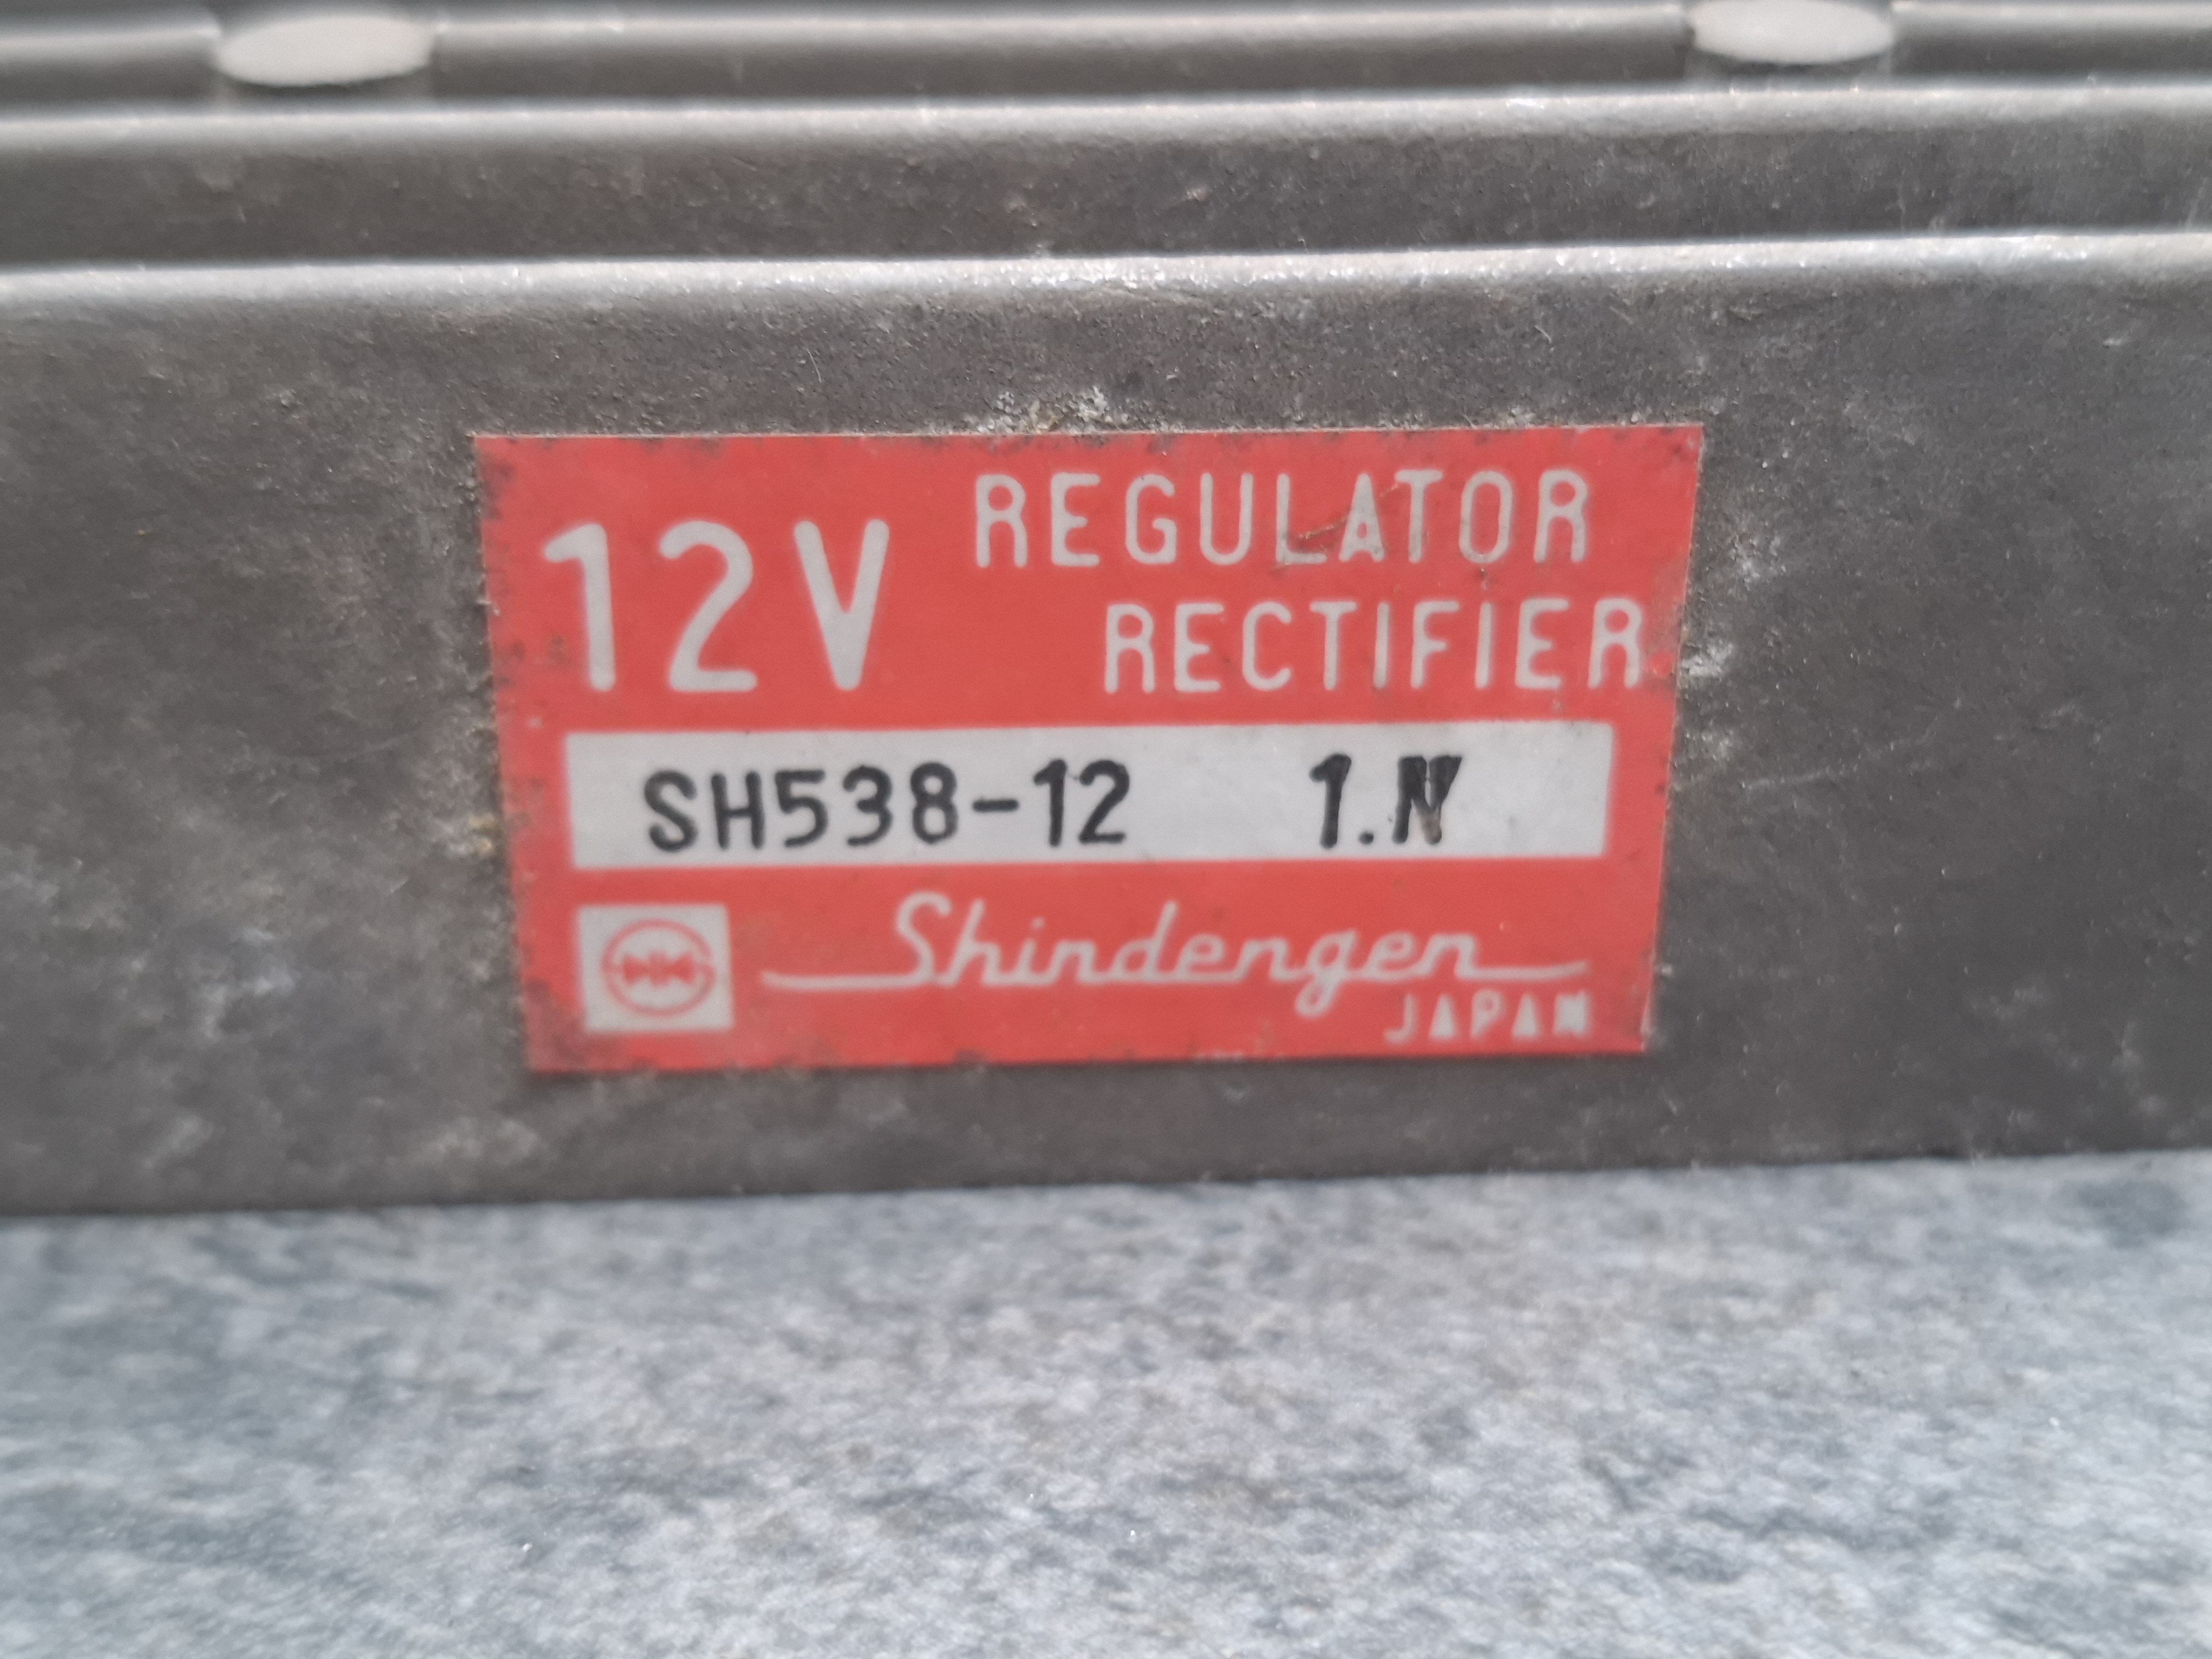 12V REGULATOR
RECTIFIER
SH538-12 1.N
Shindengen
JAPAN